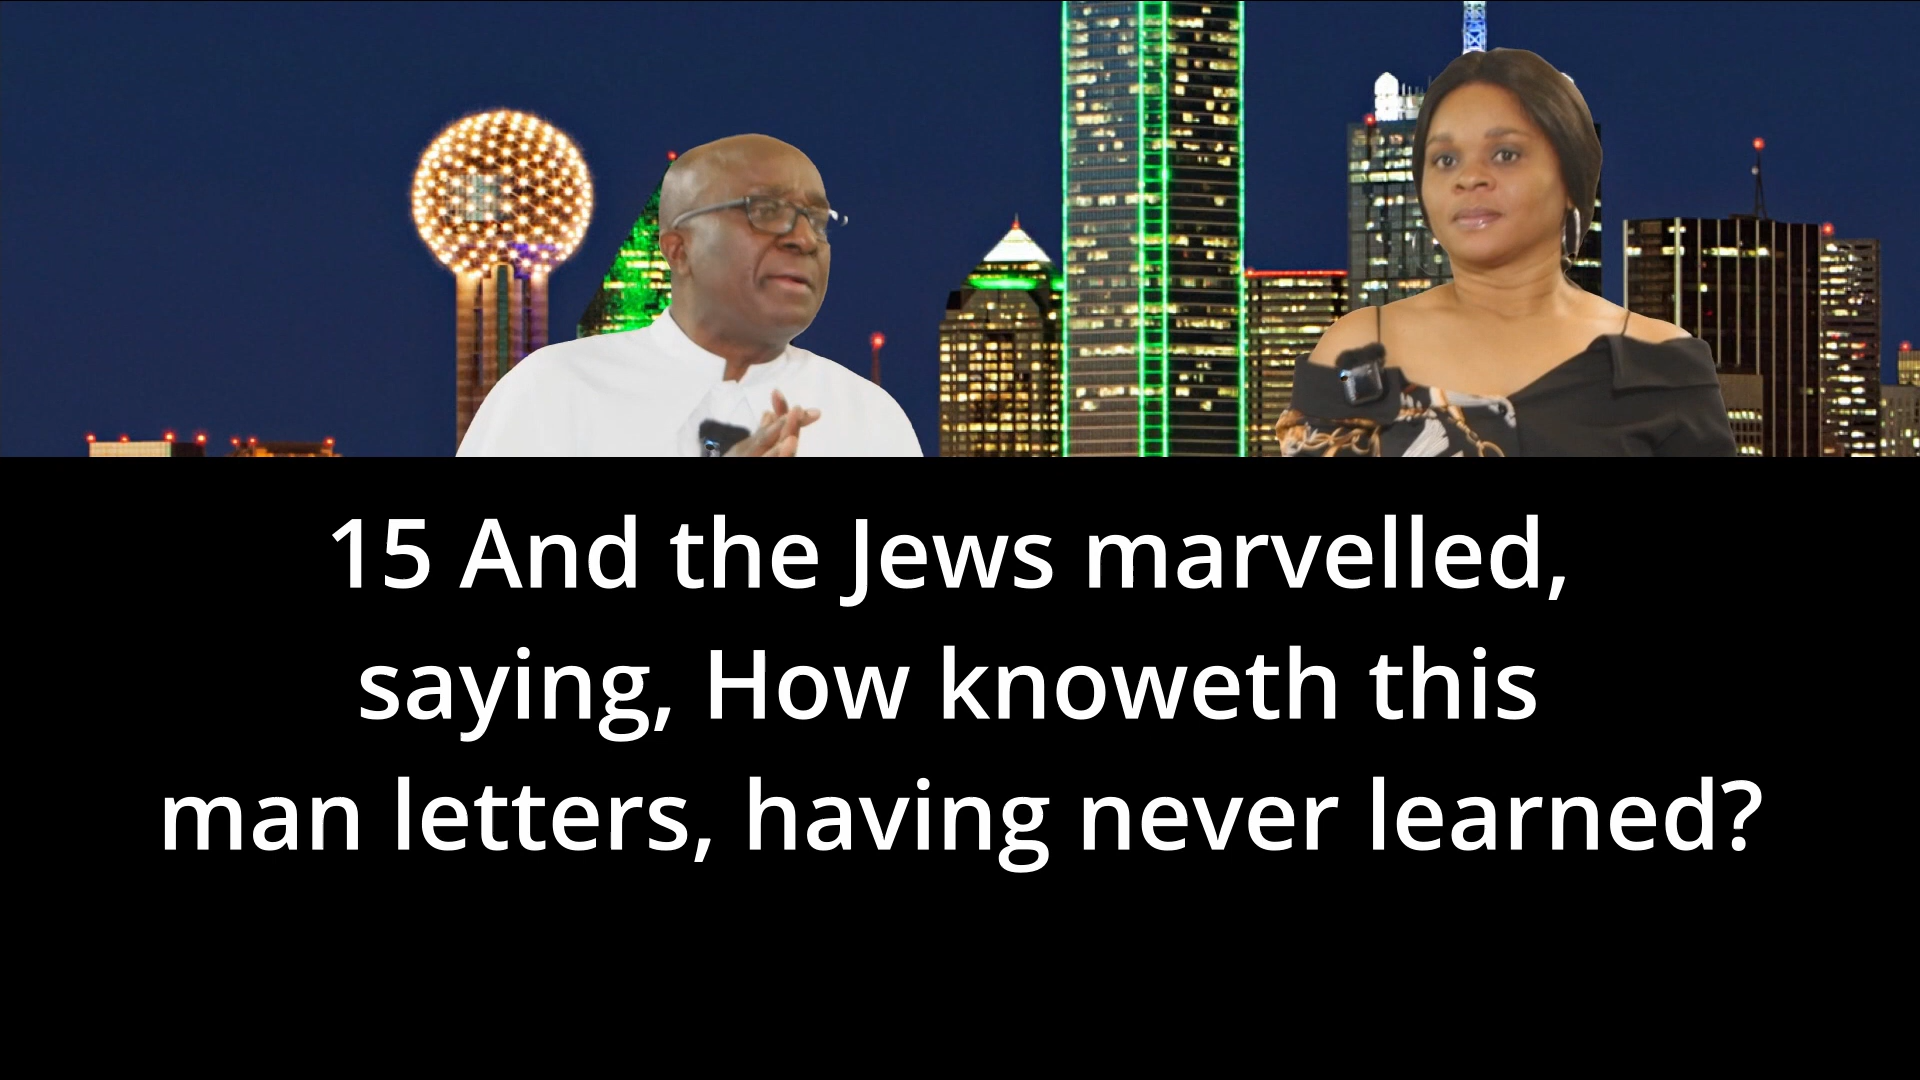 15 And the Jews marvelled,
saying, How knoweth this
man letters, having never learned?